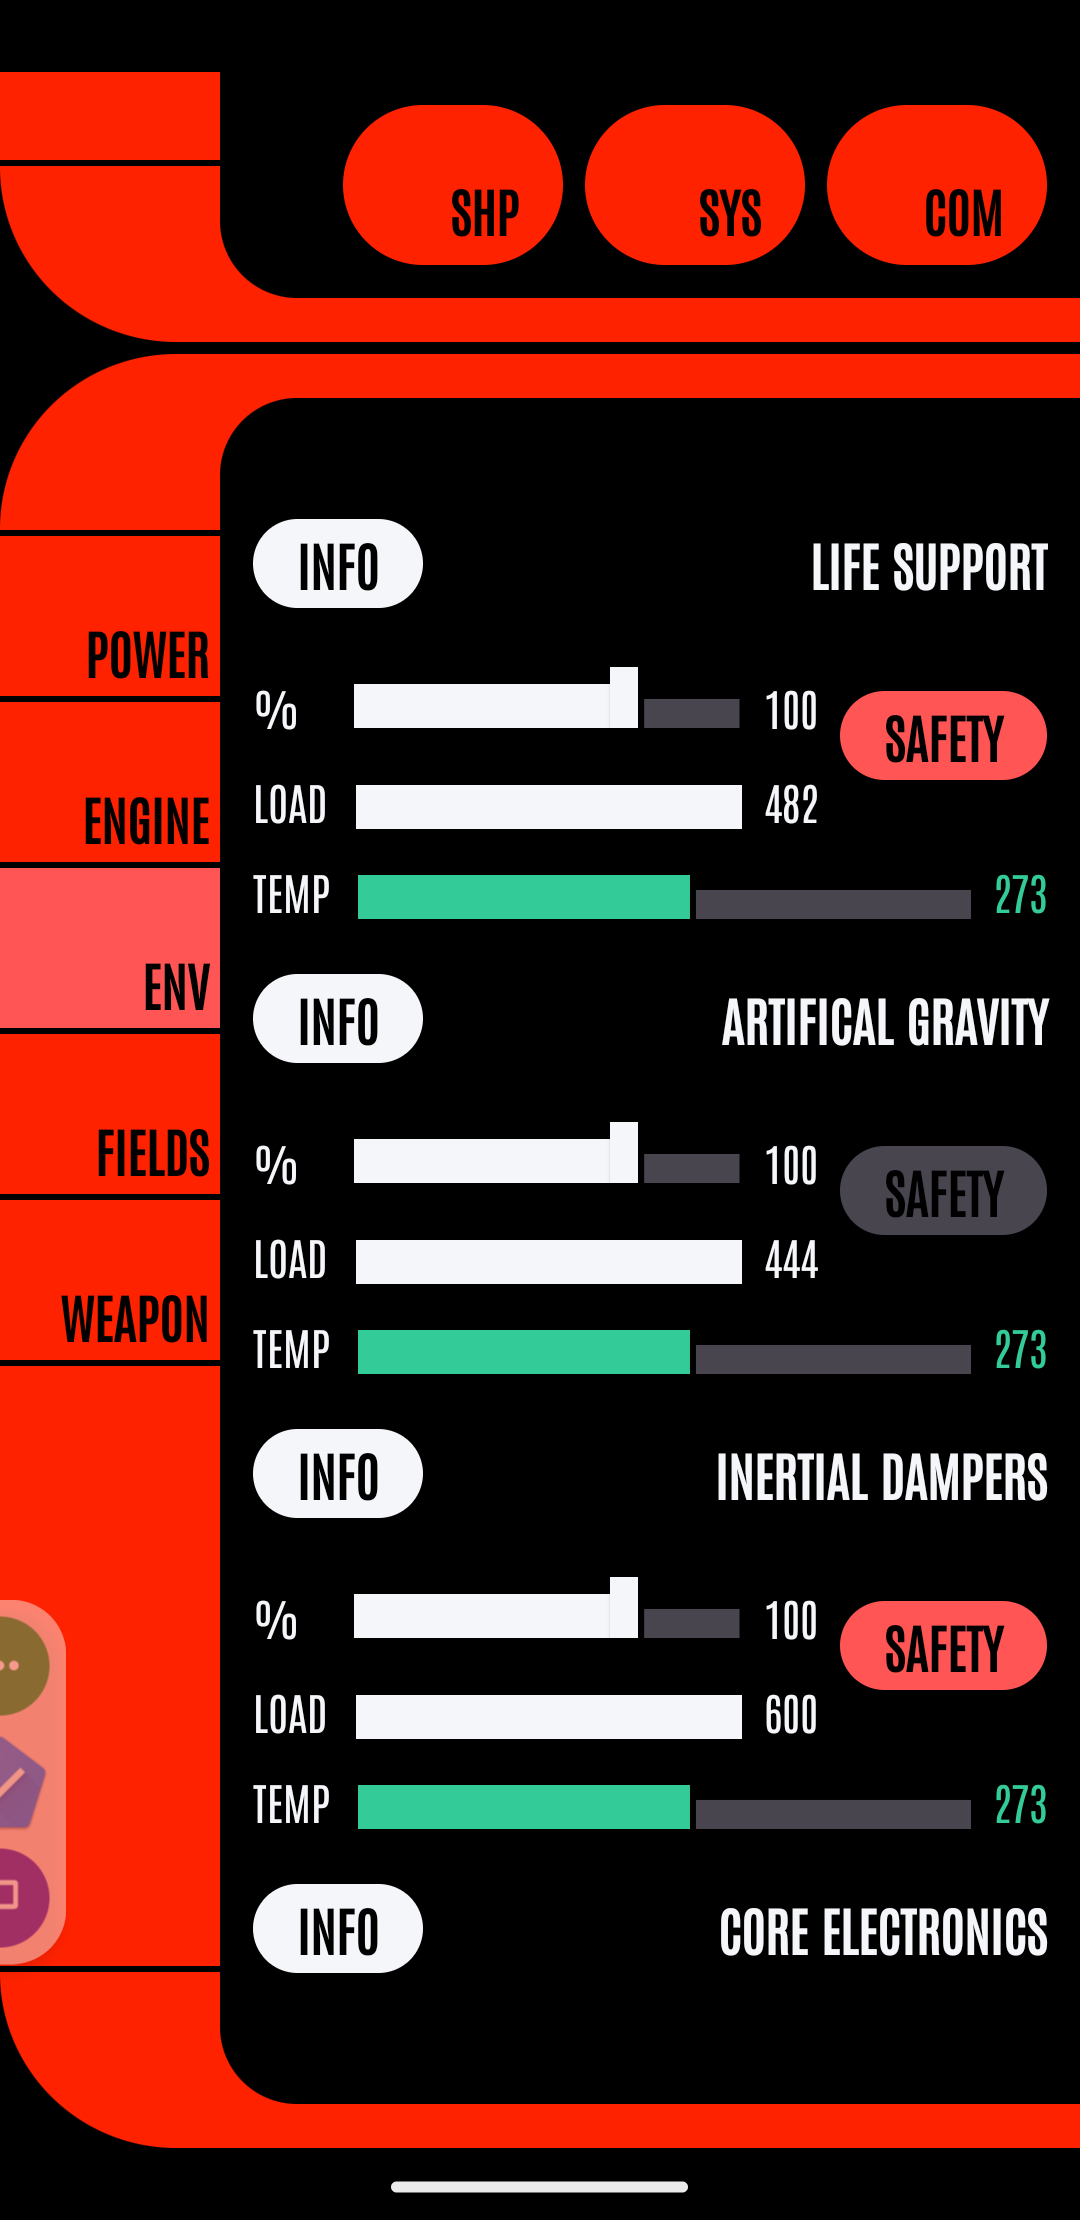 SHP
SYS
COM
POWER
ENGINE
ENV
FIELDS
WEAPON
INFO
LIFE SUPPORT
% 100
SAFETY
LOAD 482
TEMP 273
INFO
ARTIFICAL GRAVITY
% 100
SAFETY
LOAD 444
TEMP 273
INFO
INERTIAL DAMPERS
% 100
SAFETY
LOAD 600
TEMP 273
INFO
CORE ELECTRONICS